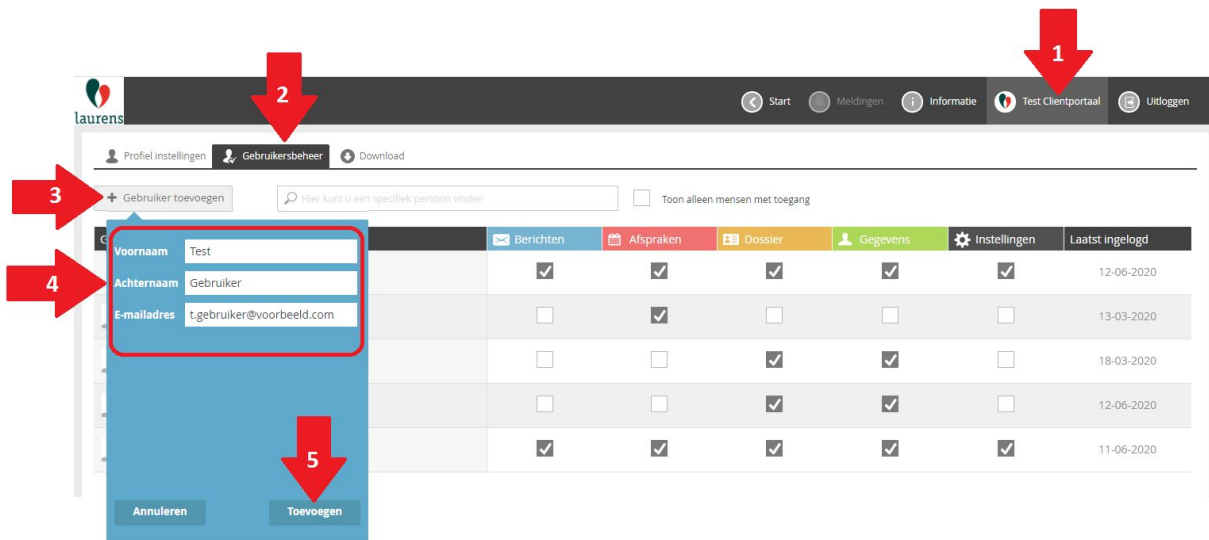 1
2
laurens
Start
Meldingen
Informatie
Test Clientportaal
Uitloggen
Profiel instellingen
Gebruikersbeheer
Download
3
Gebruiker toevoegen
Hier kunt u een specifiek persoon vinden
Toon alleen mensen met toegang
G
Berichten
Afspraken
Dossier
Gegevens
Instellingen
Laatst ingelogd
4
Voornaam
Test
Achternaam
Gebruiker
E-mailadres
t.gebruiker@voorbeeld.com
12-06-2020
13-03-2020
18-03-2020
12-06-2020
11-06-2020
5
Annuleren
Toevoegen